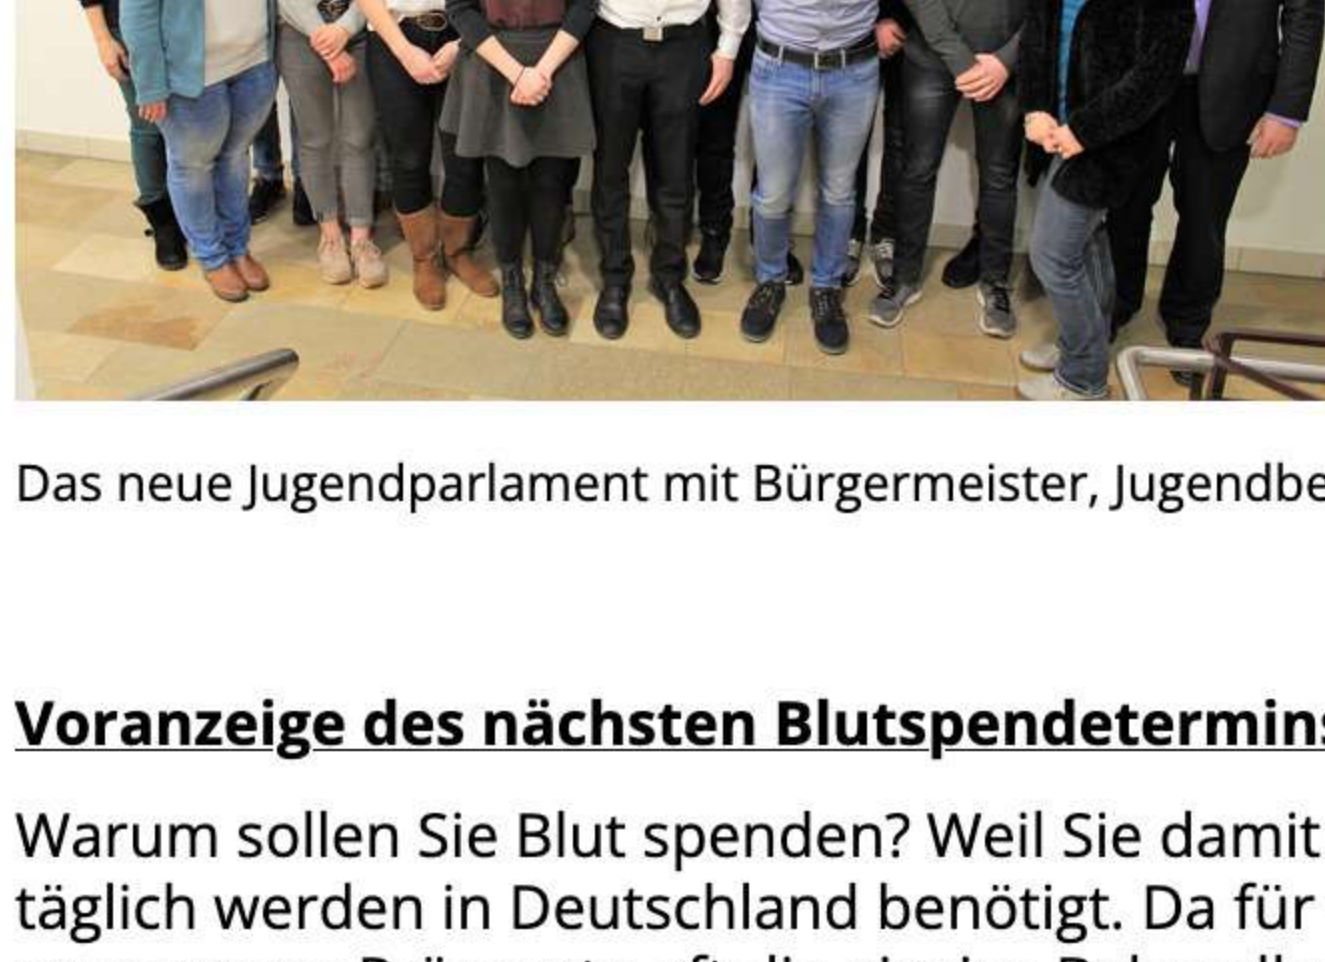 Das neue Jugendparlament mit Bürgermeister, Jugendbe
Voranzeige des nächsten Blutspendetermins
Warum sollen Sie Blut spenden? Weil Sie damit
täglich werden in Deutschland benötigt. Da für